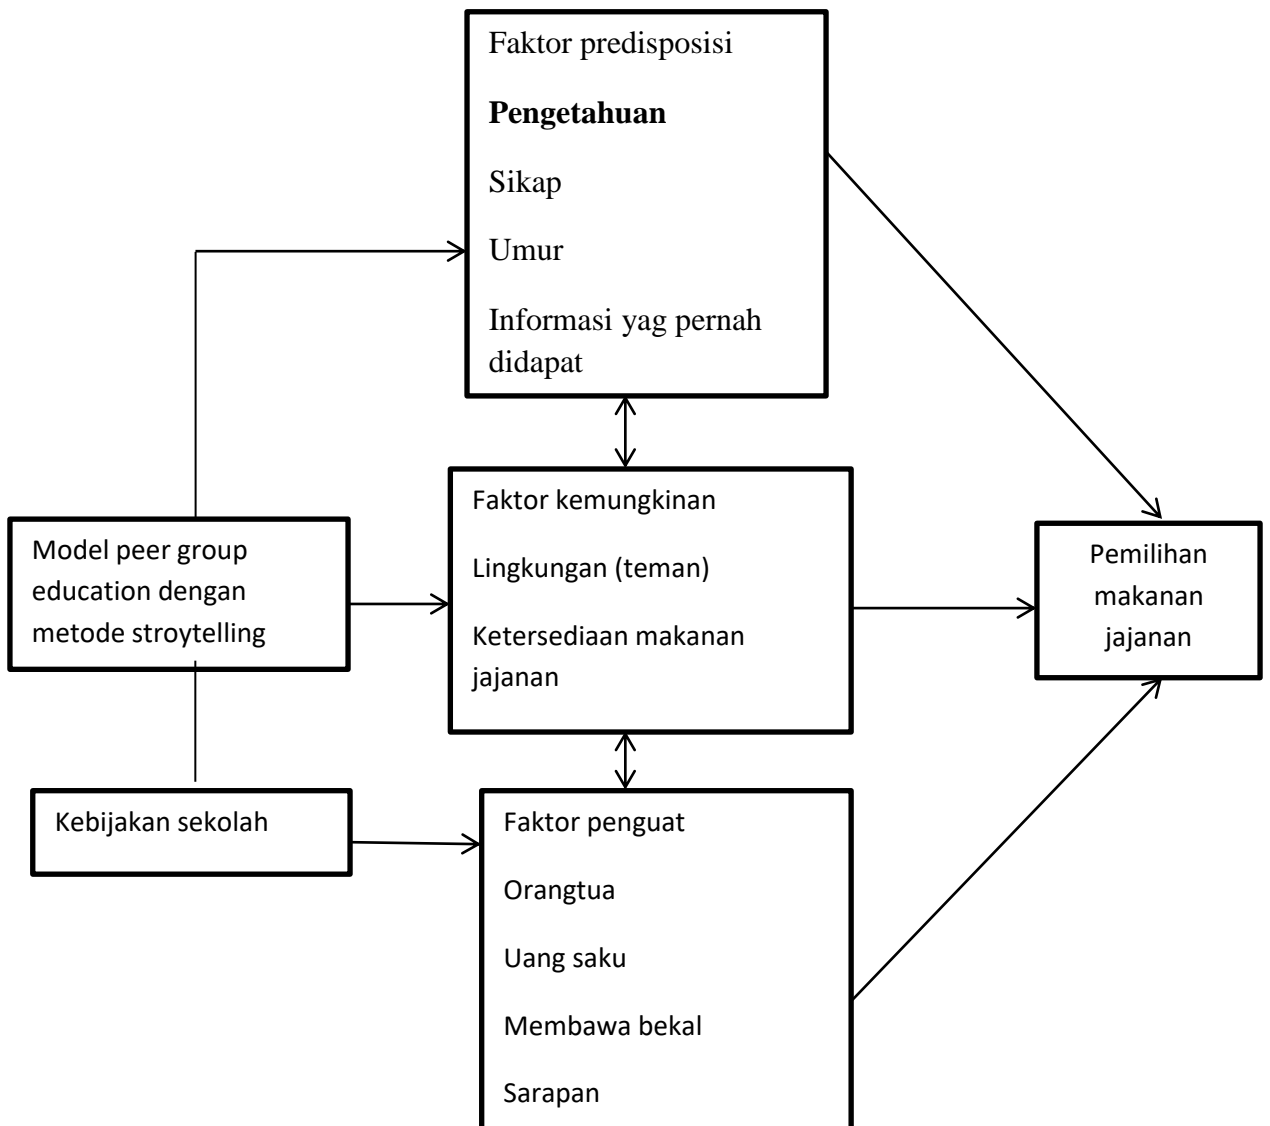 Faktor predisposisi
Pengetahuan
Sikap
Umur
Informasi yag pernah
didapat
Model peer group
education dengan
metode stroytelling
Faktor kemungkinan
Lingkungan (teman)
Ketersediaan makanan
jajanan
Pemilihan
makanan
jajanan
Kebijakan sekolah
Faktor penguat
Orangtua
Uang saku
Membawa bekal
Sarapan